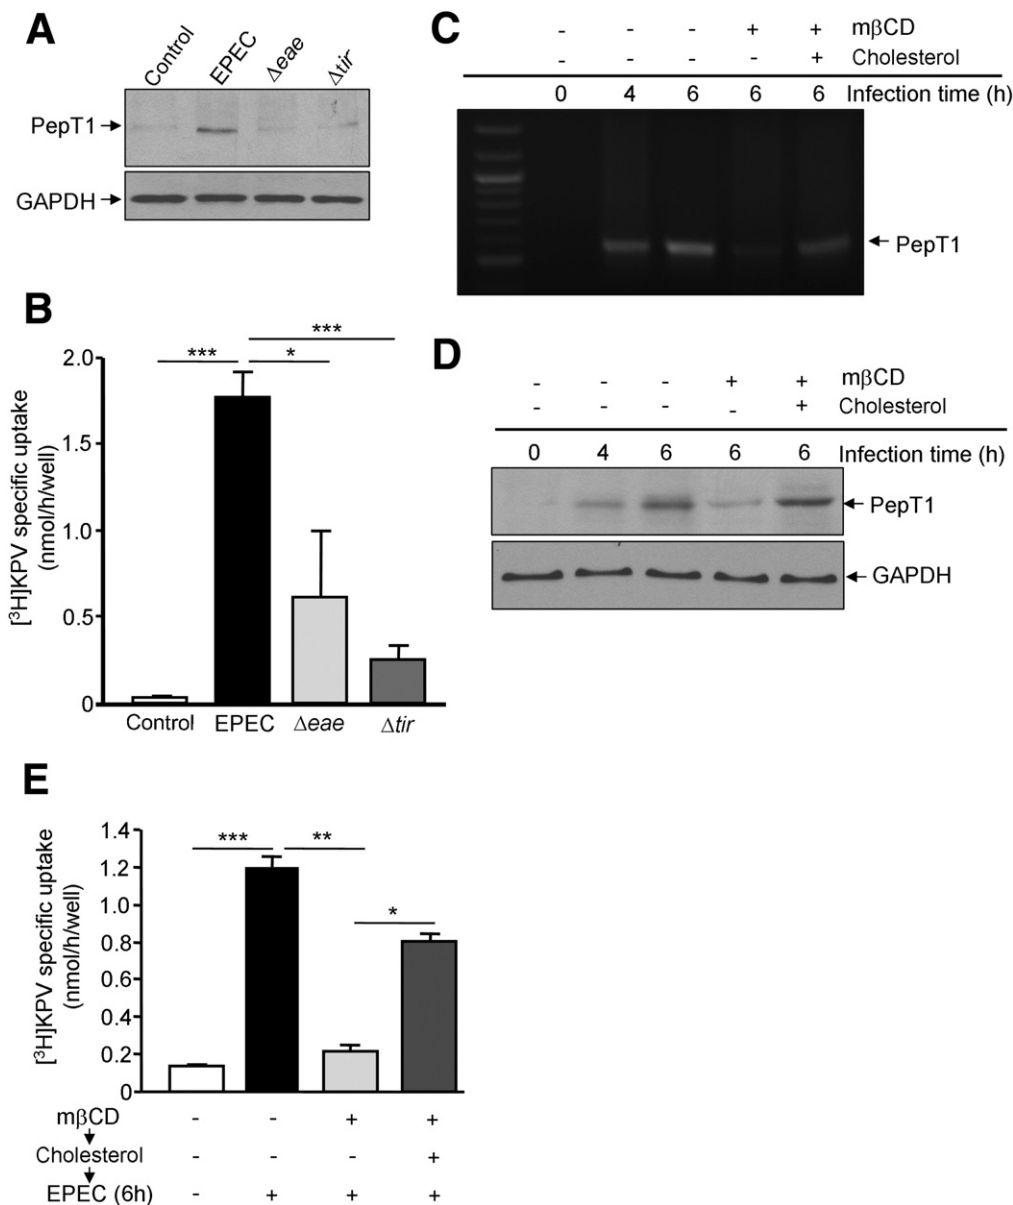 A
Control EPEC Δeae Δtir
PepT1
GAPDH
B
*** * ***
[³H]KPV specific uptake
(nmol/h/well)
2.0
1.5
1.0
0.5
0
Control EPEC Δeae Δtir
C
- - - + + mβCD
- - - - + Cholesterol
0 4 6 6 6 Infection time (h)
PepT1
D
- - - + + mβCD
- - - - + Cholesterol
0 4 6 6 6 Infection time (h)
PepT1
GAPDH
E
*** ** *
[³H]KPV specific uptake
(nmol/h/well)
1.4
1.2
1.0
0.8
0.6
0.4
0.2
0
mβCD - - + +
Cholesterol - - - +
EPEC (6h) - + + +